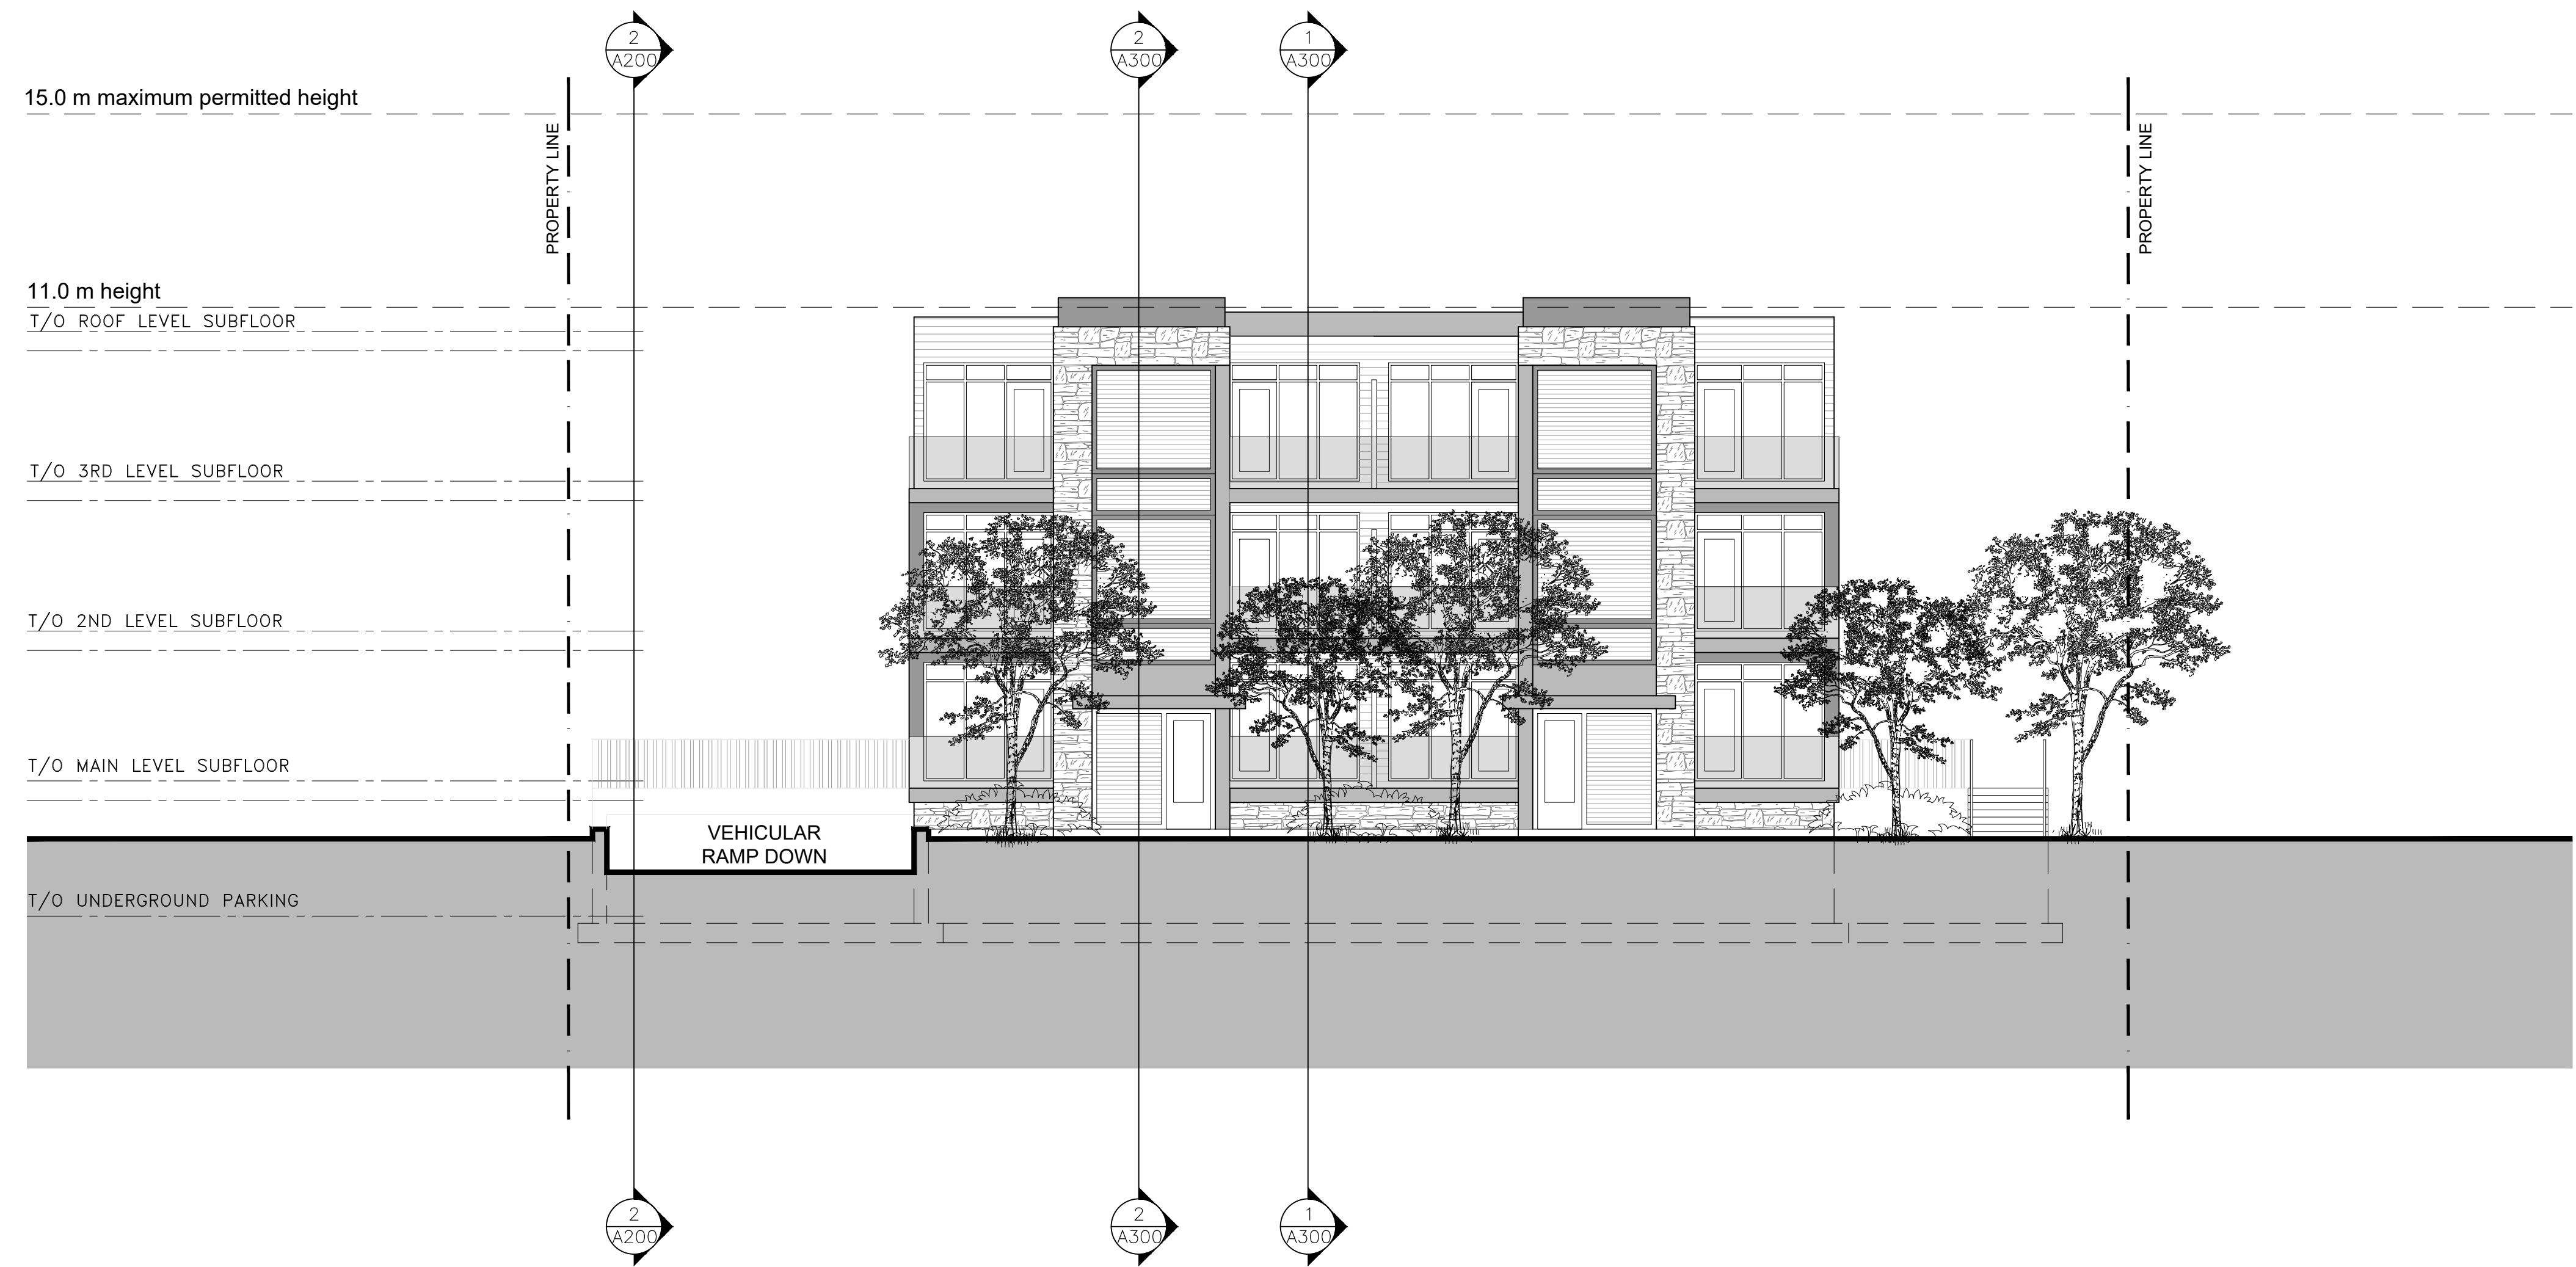 2
A200
2
A300
1
A300
15.0 m maximum permitted height
PROPERTY LINE
PROPERTY LINE
11.0 m height
T/O ROOF LEVEL SUBFLOOR
T/O 3RD LEVEL SUBFLOOR
T/O 2ND LEVEL SUBFLOOR
T/O MAIN LEVEL SUBFLOOR
VEHICULAR
RAMP DOWN
T/O UNDERGROUND PARKING
2
A200
2
A300
1
A300